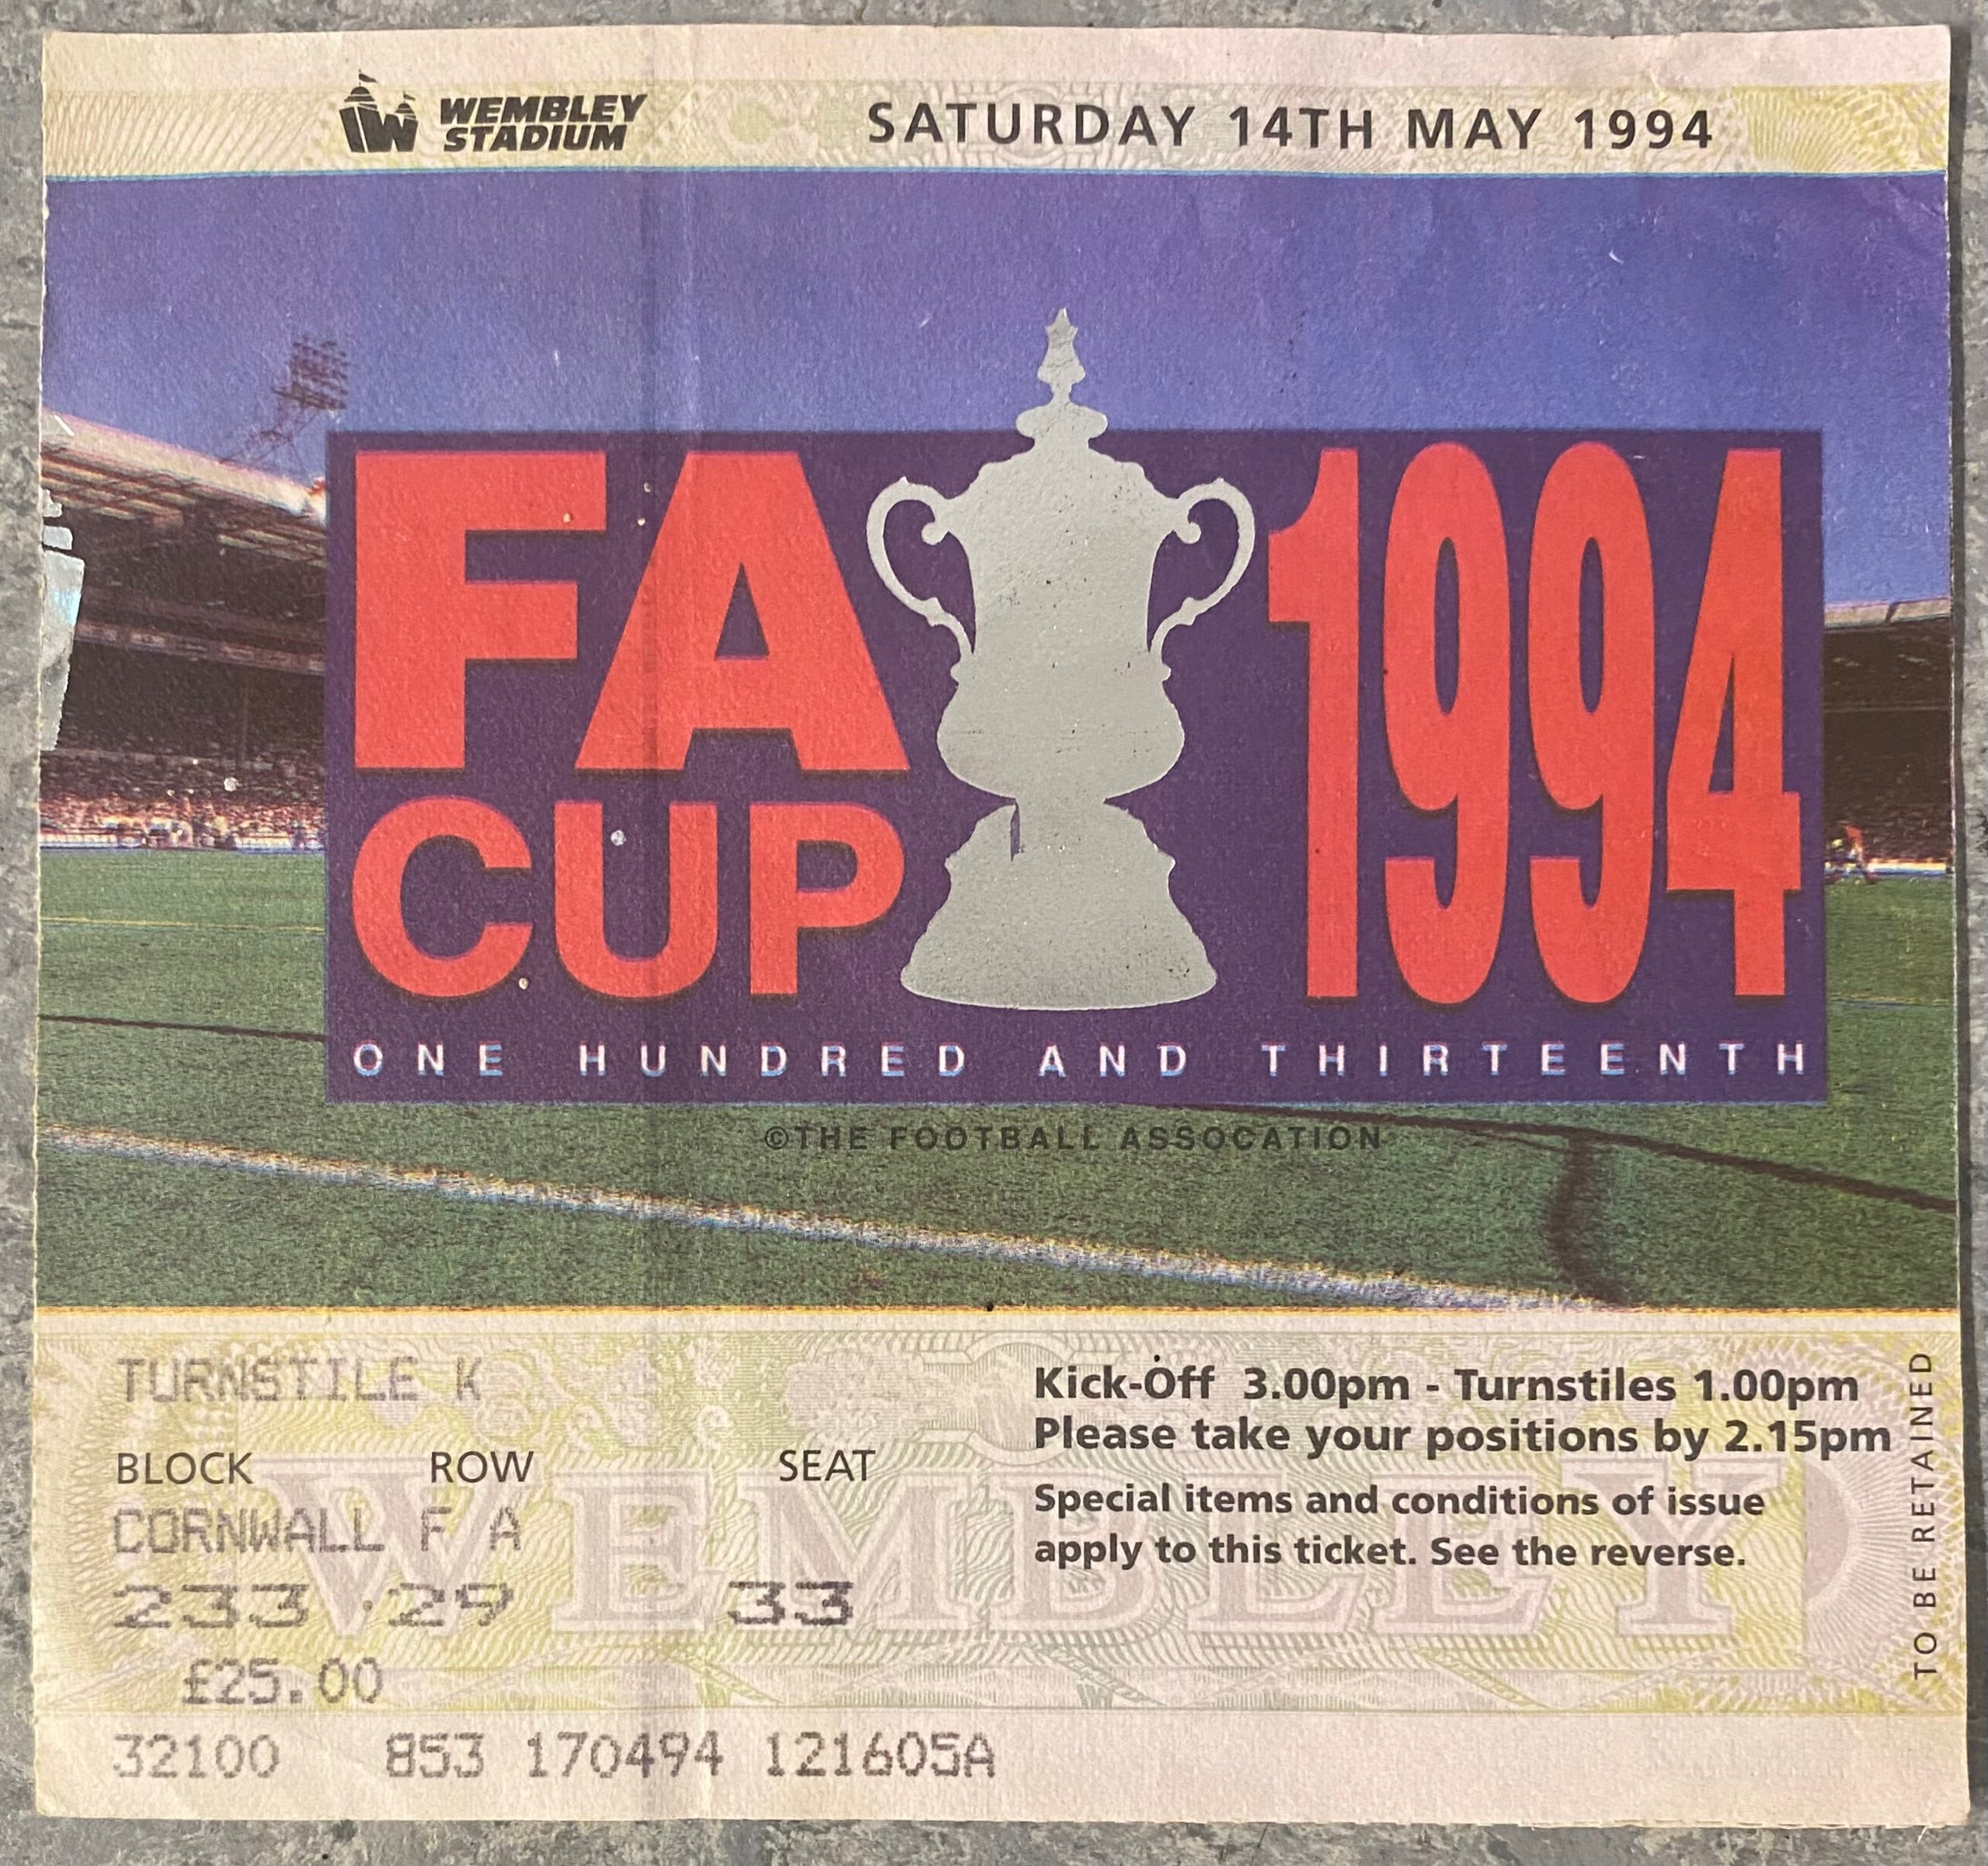 WEMBLEY
STADIUM
SATURDAY 14TH MAY 1994
FA
CUP
1994
ONE HUNDRED AND THIRTEENTH
©THE FOOTBALL ASSOCATION
TURNSTILE K
BLOCK ROW SEAT
CORNWALL F A
233 29 33
£25.00
32100 853 170494 121605A
Kick-Off 3.00pm - Turnstiles 1.00pm
Please take your positions by 2.15pm
Special items and conditions of issue
apply to this ticket. See the reverse.
TO BE RETAINED
WEMBLEY